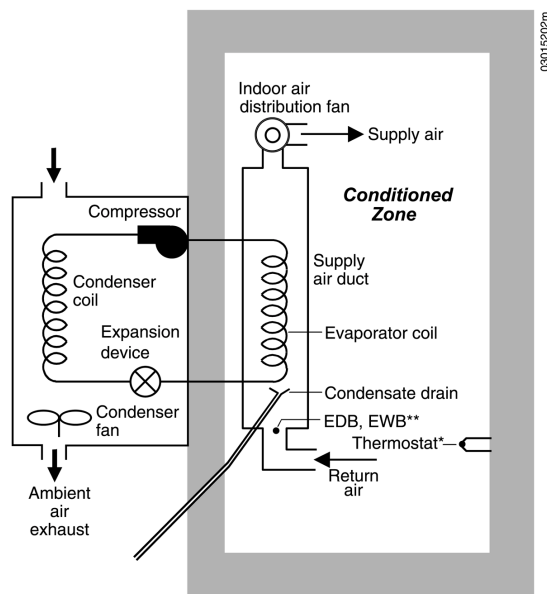 03015202m
Indoor air
distribution fan
Supply air
Conditioned
Zone
Compressor
Supply
air duct
Condenser
coil
Expansion
device
Evaporator coil
Condensate drain
Condenser
fan
EDB, EWB**
Thermostat*
Return
air
Ambient
air
exhaust